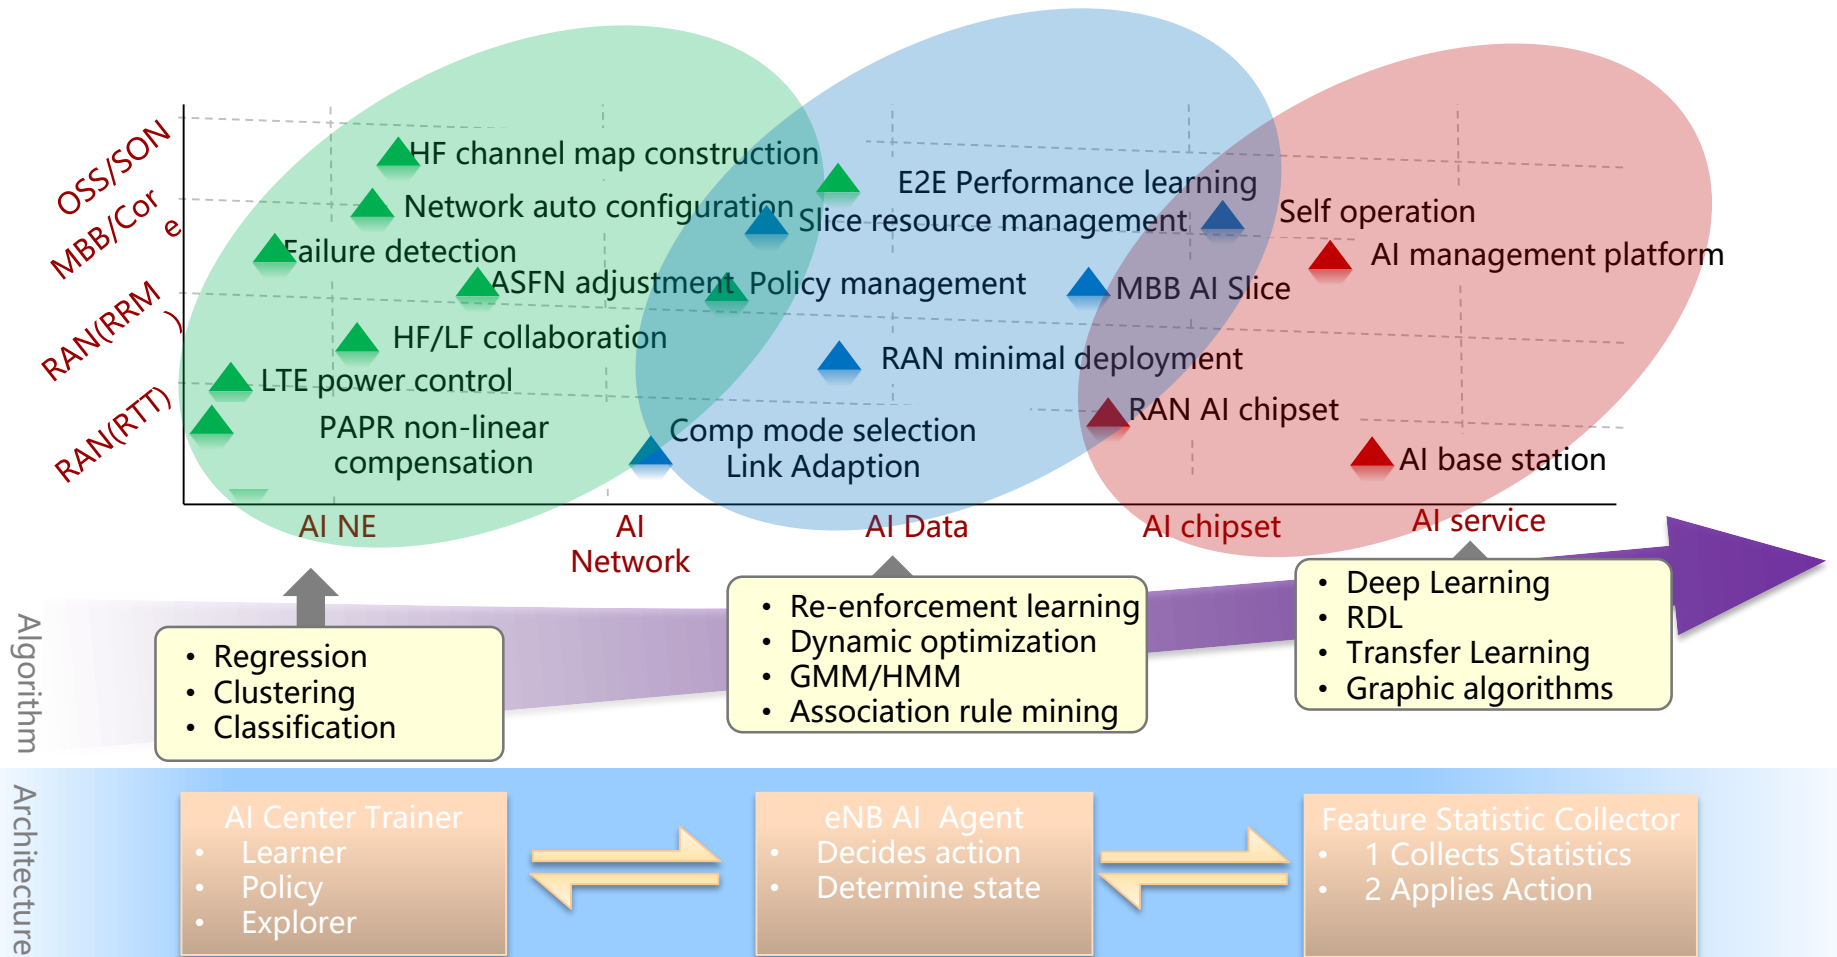 OSS/SON
MBB/Cor
e
RAN(RRM
)
RAN(RTT)
HF channel map construction
Network auto configuration
Failure detection
ASFN adjustment
HF/LF collaboration
LTE power control
PAPR non-linear
compensation
E2E Performance learning
Slice resource management
Policy management
MBB AI Slice
RAN minimal deployment
Comp mode selection
Link Adaption
Self operation
AI management platform
RAN AI chipset
AI base station
AI NE
AI
Network
AI Data
AI chipset
AI service
Algorithm
• Regression
• Clustering
• Classification
• Re-enforcement learning
• Dynamic optimization
• GMM/HMM
• Association rule mining
• Deep Learning
• RDL
• Transfer Learning
• Graphic algorithms
Architecture
AI Center Trainer
• Learner
• Policy
• Explorer
eNB AI Agent
• Decides action
• Determine state
Feature Statistic Collector
• 1 Collects Statistics
• 2 Applies Action